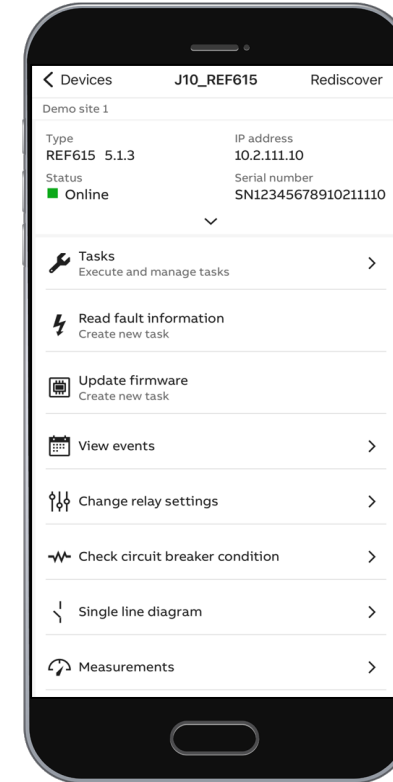 Devices J10_REF615 Rediscover
Demo site 1
Type IP address
REF615 5.1.3 10.2.111.10
Status Serial number
Online SN12345678910211110
Tasks
Execute and manage tasks
Read fault information
Create new task
Update firmware
Create new task
View events
Change relay settings
Check circuit breaker condition
Single line diagram
Measurements